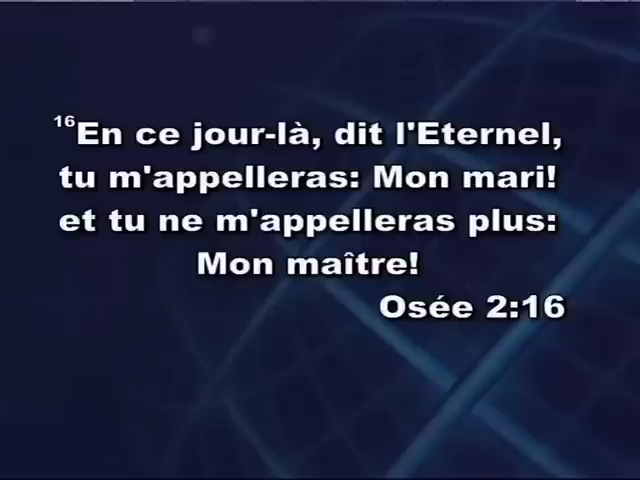 16En ce jour-là, dit l'Eternel,
tu m'appelleras: Mon mari!
et tu ne m'appelleras plus:
Mon maître!
Osée 2:16